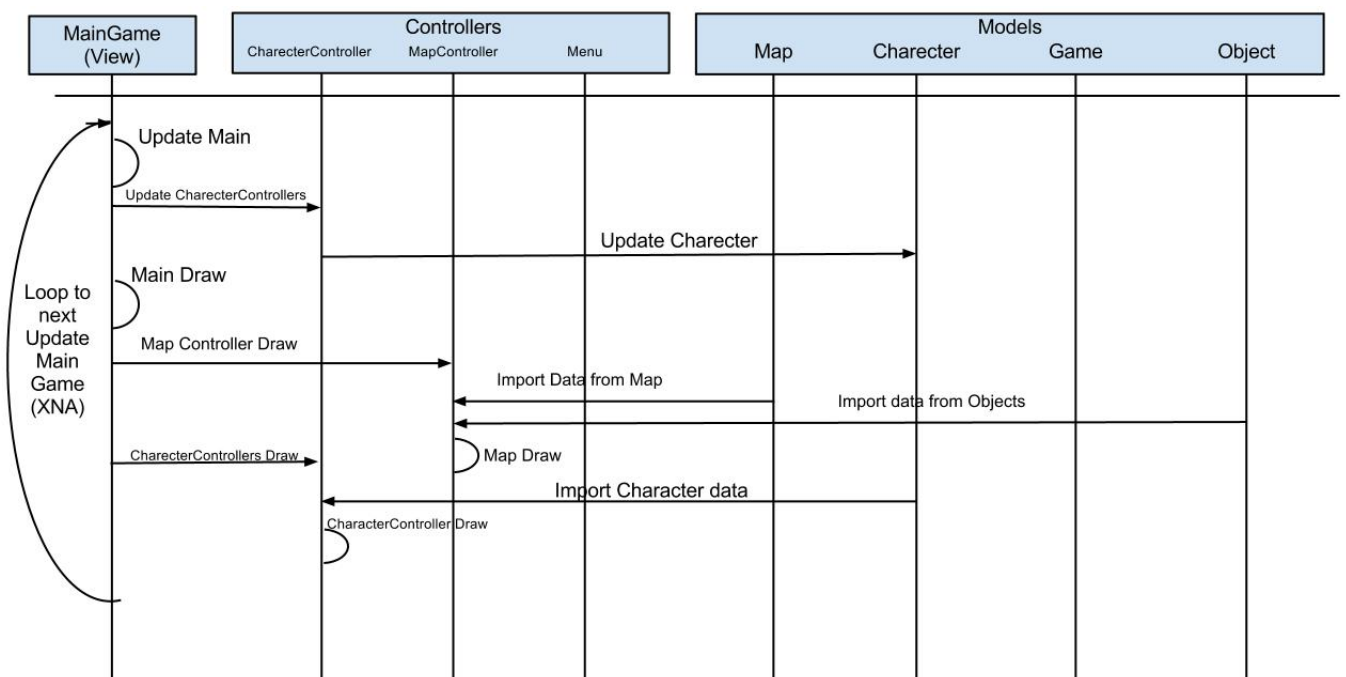 MainGame
(View)
Controllers
CharecterController
MapController
Menu
Models
Map
Charecter
Game
Object
Update Main
Update CharecterControllers
Update Charecter
Main Draw
Loop to
next
Update
Main
Game
(XNA)
Map Controller Draw
Import Data from Map
Import data from Objects
CharecterControllers Draw
Map Draw
Import Character data
CharacterController Draw